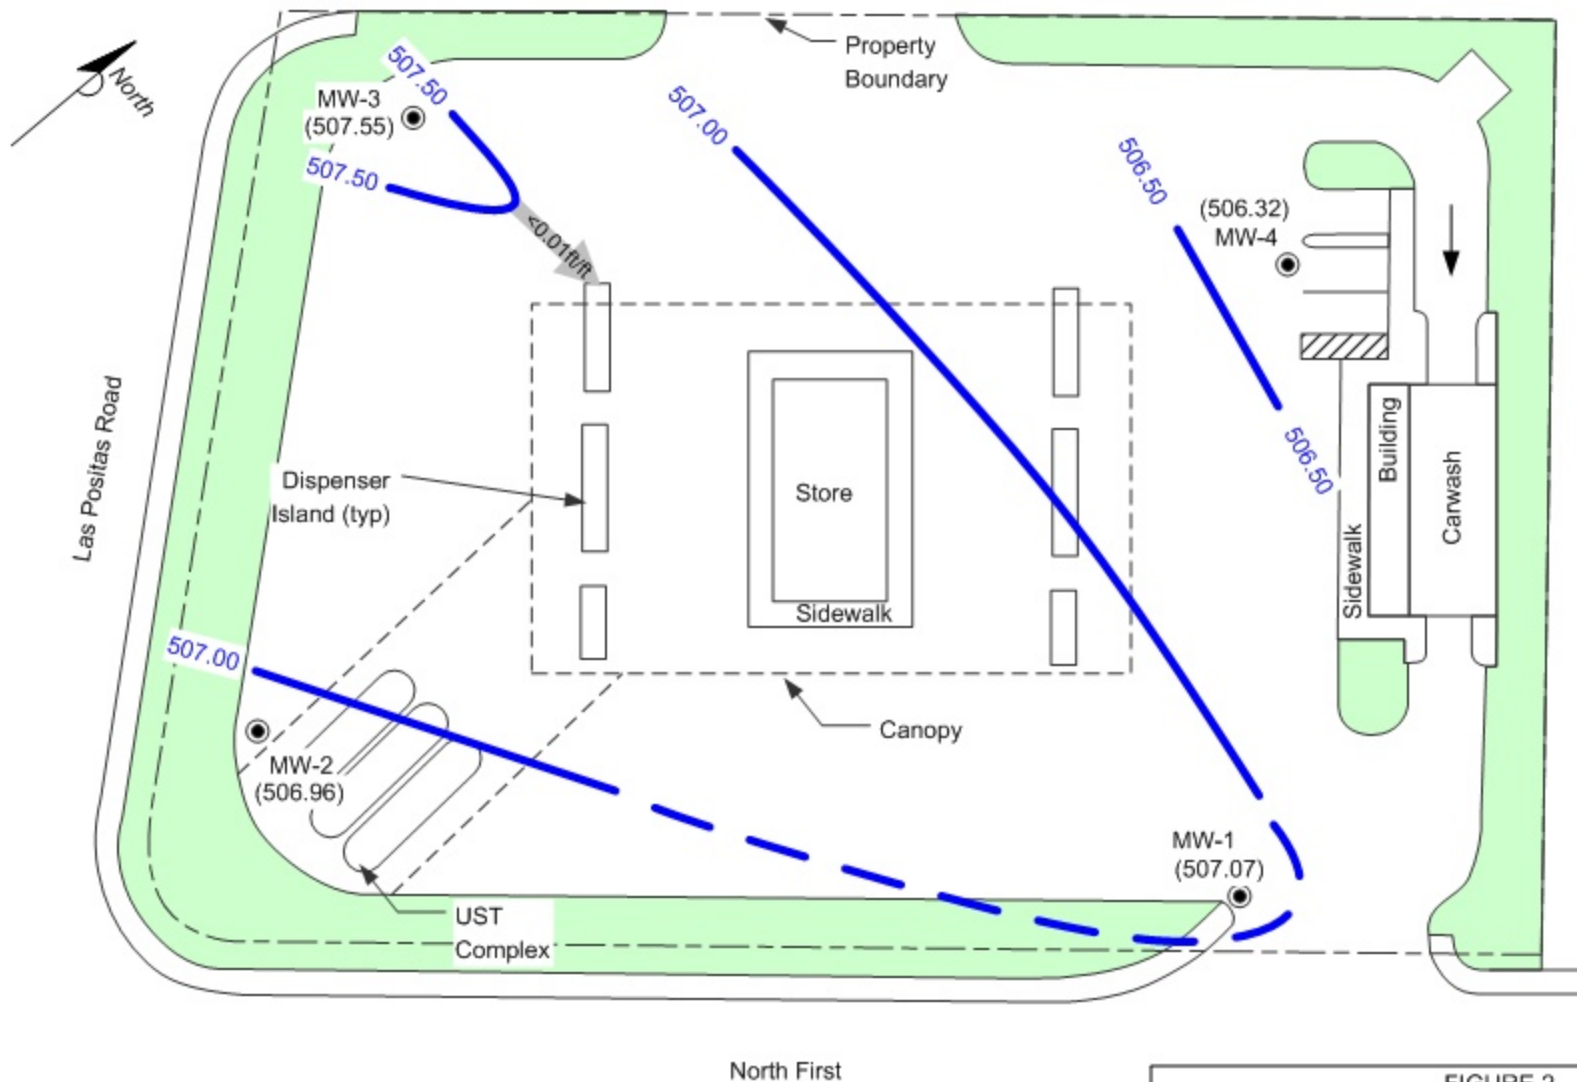 Property
Boundary
North
507.50
MW-3
(507.55)
507.50
507.00
506.50
(506.32)
MW-4
<0.01ft/ft
Las Positas Road
Dispenser
Island (typ)
Store
Sidewalk
506.50
Building
Carwash
Sidewalk
507.00
MW-2
(506.96)
Canopy
MW-1
(507.07)
UST
Complex
North First